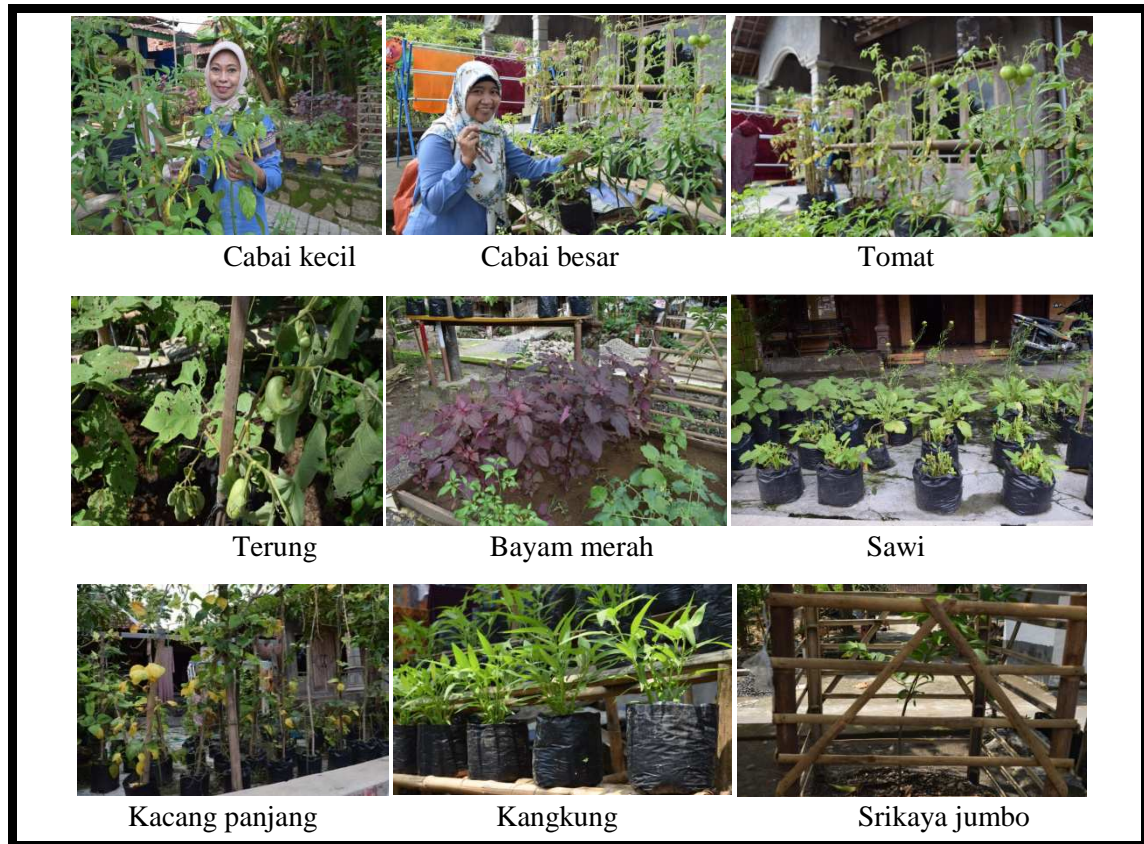 Cabai kecil Cabai besar Tomat
Terung Bayam merah Sawi
Kacang panjang Kangkung Srikaya jumbo